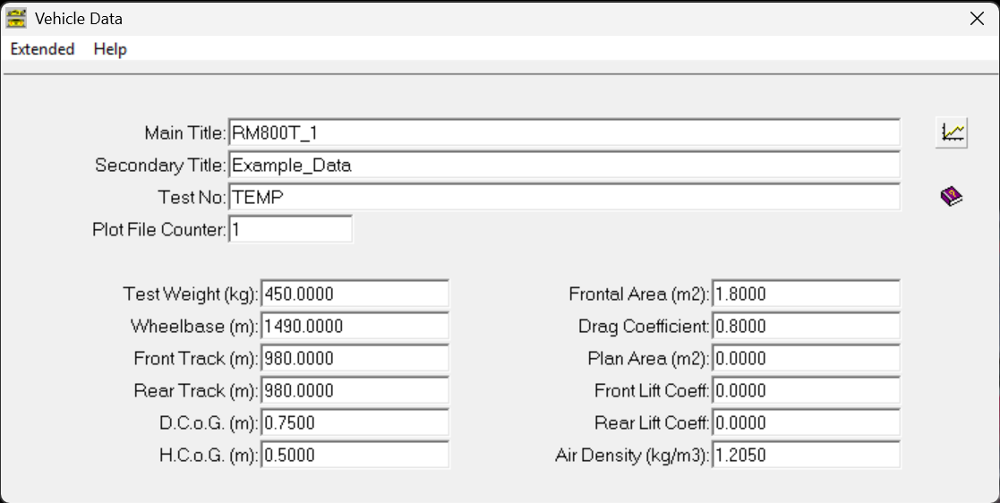 Vehicle Data
Extended Help
Main Title: RM800T_1
Secondary Title: Example_Data
Test No: TEMP
Plot File Counter: 1
Test Weight (kg): 450.0000 Frontal Area (m2): 1.8000
Wheelbase (m): 1490.0000 Drag Coefficient: 0.8000
Front Track (m): 980.0000 Plan Area (m2): 0.0000
Rear Track (m): 980.0000 Front Lift Coeff: 0.0000
D.C.o.G. (m): 0.7500 Rear Lift Coeff: 0.0000
H.C.o.G. (m): 0.5000 Air Density (kg/m3): 1.2050